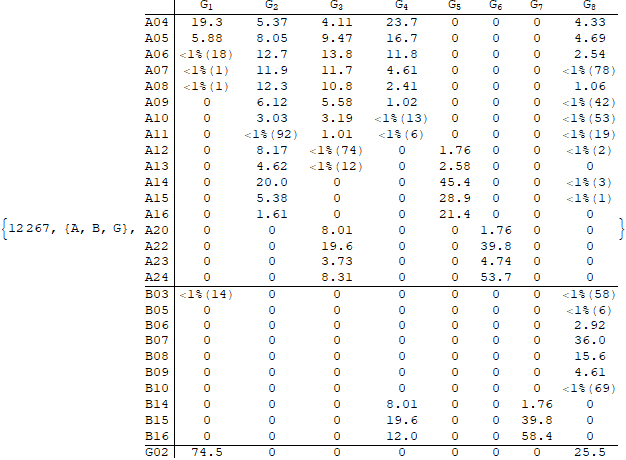 G1 G2 G3 G4 G5 G6 G7 G8
A04 19.3 5.37 4.11 23.7 0 0 0 4.33
A05 5.88 8.05 9.47 16.7 0 0 0 4.69
A06 <1%(18) 12.7 13.8 11.8 0 0 0 2.54
A07 <1%(1) 11.9 11.7 4.61 0 0 0 <1%(78)
A08 <1%(1) 12.3 10.8 2.41 0 0 0 1.06
A09 0 6.12 5.58 1.02 0 0 0 <1%(42)
A10 0 3.03 3.19 <1%(13) 0 0 0 <1%(53)
A11 0 <1%(92) 1.01 <1%(6) 0 0 0 <1%(19)
A12 0 8.17 <1%(74) 0 1.76 0 0 <1%(2)
A13 0 4.62 <1%(12) 0 2.58 0 0 0
A14 0 20.0 0 0 45.4 0 0 <1%(3)
A15 0 5.38 0 0 28.9 0 0 <1%(1)
A16 0 1.61 0 0 21.4 0 0 0
A20 0 0 8.01 0 0 1.76 0 0
{12267, {A, B, G}, A22 0 0 19.6 0 0 39.8 0 0 }
A23 0 0 3.73 0 0 4.74 0 0
A24 0 0 8.31 0 0 53.7 0 0
B03 <1%(14) 0 0 0 0 0 0 <1%(58)
B05 0 0 0 0 0 0 0 <1%(6)
B06 0 0 0 0 0 0 0 2.92
B07 0 0 0 0 0 0 0 36.0
B08 0 0 0 0 0 0 0 15.6
B09 0 0 0 0 0 0 0 4.61
B10 0 0 0 0 0 0 0 <1%(69)
B14 0 0 0 8.01 0 0 1.76 0
B15 0 0 0 19.6 0 0 39.8 0
B16 0 0 0 12.0 0 0 58.4 0
G02 74.5 0 0 0 0 0 0 25.5